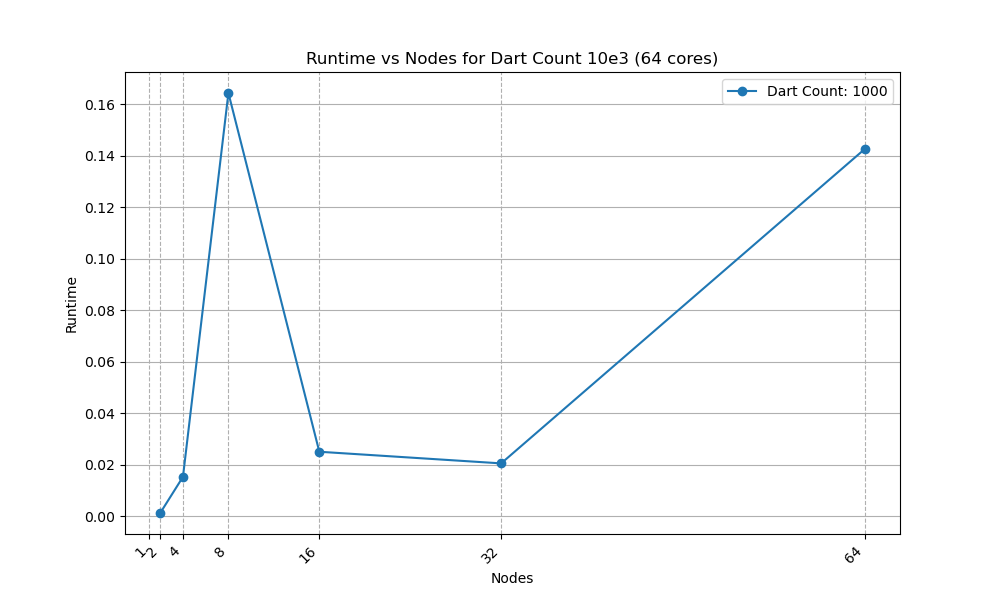 Runtime vs Nodes for Dart Count 10e3 (64 cores)
Dart Count: 1000
Runtime
0.16
0.14
0.12
0.10
0.08
0.06
0.04
0.02
0.00
1 2 4 8 16 32 64
Nodes